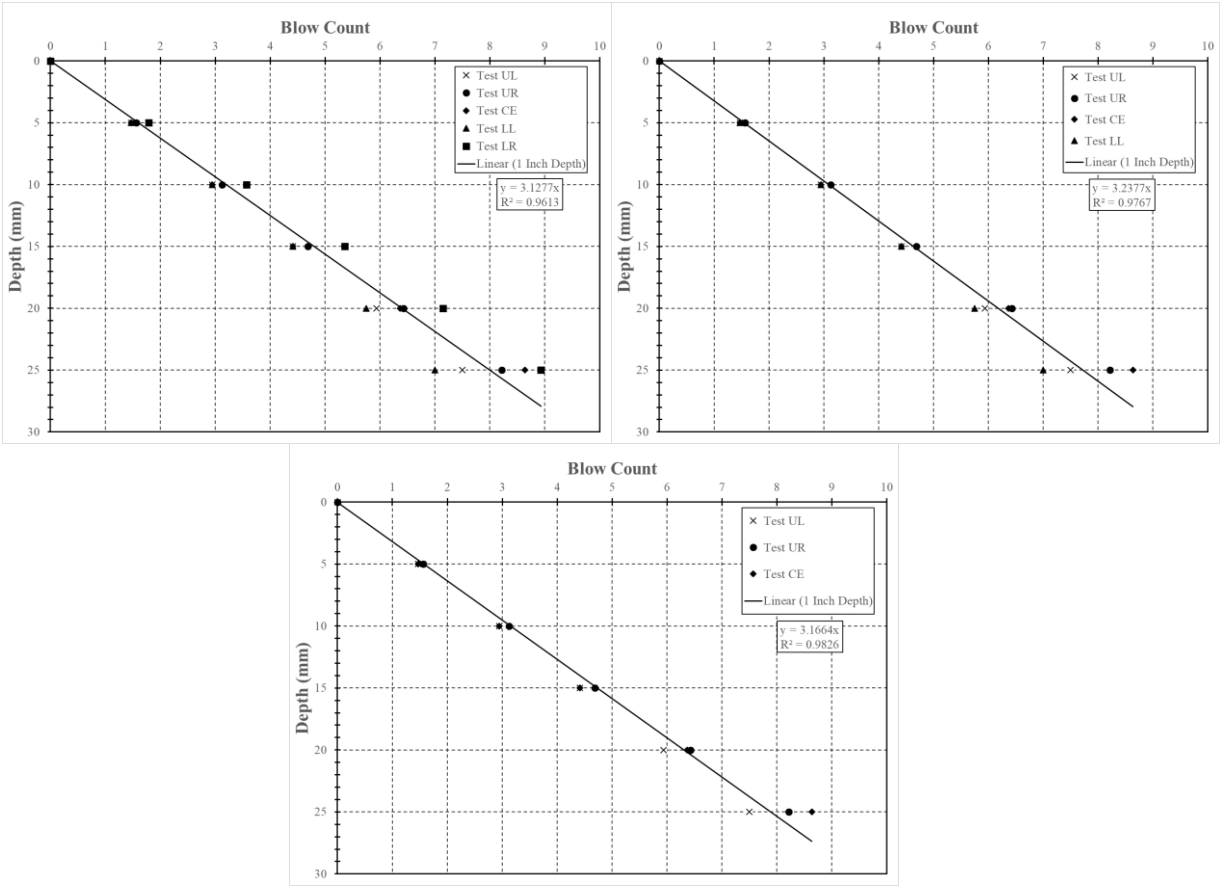 Blow Count
0 1 2 3 4 5 6 7 8 9 10
0
5
10
15
20
25
30
Depth (mm)
Test UL
Test UR
Test CE
Test LL
Test LR
Linear (1 Inch Depth)
y = 3.1277x
R² = 0.9613
Blow Count
0 1 2 3 4 5 6 7 8 9 10
0
5
10
15
20
25
30
Depth (mm)
Test UL
Test UR
Test CE
Test LL
Linear (1 Inch Depth)
y = 3.2377x
R² = 0.9767
Blow Count
0 1 2 3 4 5 6 7 8 9 10
0
5
10
15
20
25
30
Depth (mm)
Test UL
Test UR
Test CE
Linear (1 Inch Depth)
y = 3.1664x
R² = 0.9826